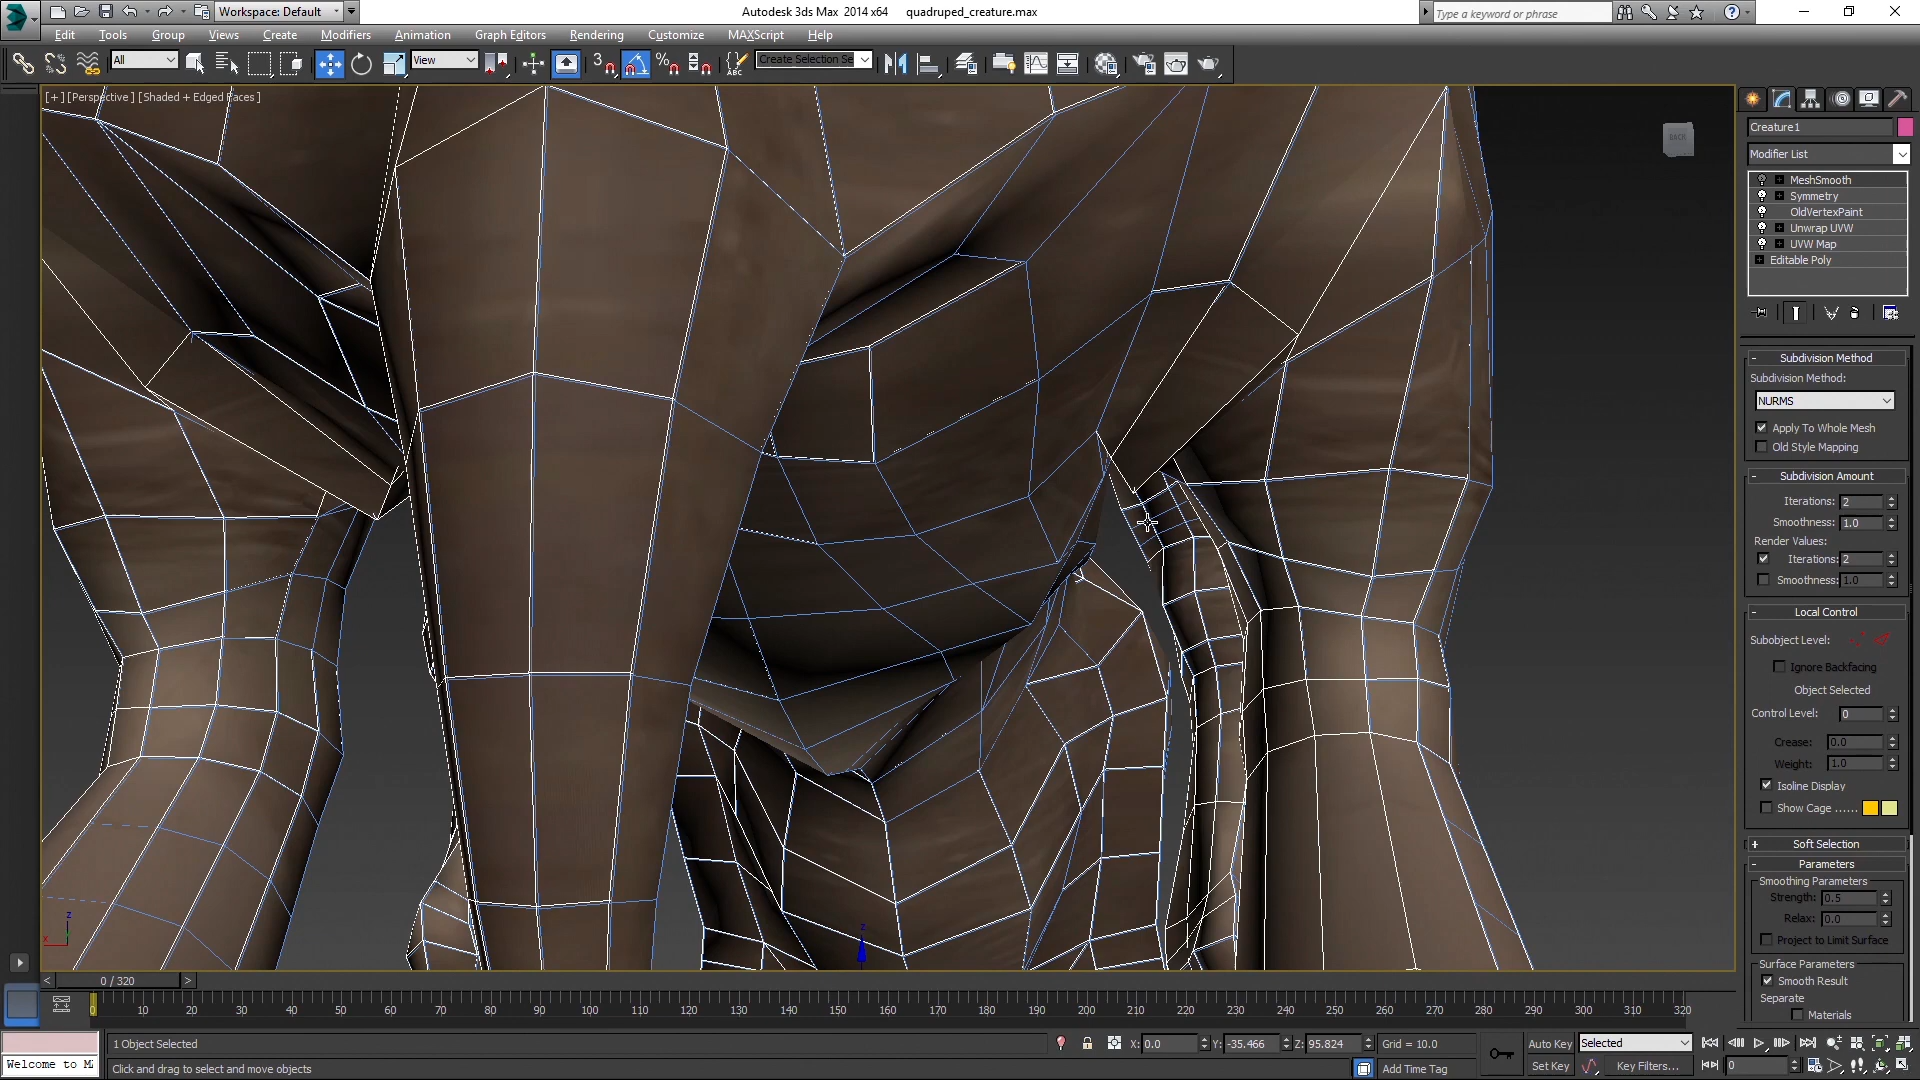 Workspace: Default
Autodesk 3ds Max 2014 x64 quadruped_creature.max
Type a keyword or phrase
Edit Tools Group Views Create Modifiers Animation Graph Editors Rendering Customize MAXScript Help
All
View
3
Create Selection Se
[+] [Perspective] [Shaded + Edged Faces]
BACK
Creature1
Modifier List
MeshSmooth
Symmetry
OldVertexPaint
Unwrap UVW
UVW Map
Editable Poly
- Subdivision Method
Subdivision Method:
NURMS
Apply To Whole Mesh
Old Style Mapping
- Subdivision Amount
Iterations: 2
Smoothness: 1.0
Render Values:
Iterations: 2
Smoothness: 1.0
- Local Control
Subobject Level:
Ignore Backfacing
Object Selected
Control Level: 0
Crease: 0.0
Weight: 1.0
Isoline Display
Show Cage ......
+ Soft Selection
- Parameters
Smoothing Parameters
Strength: 0.5
Relax: 0.0
Project to Limit Surface
Surface Parameters
Smooth Result
Separate
Materials
z
x
z
< 0 / 320 >
0 10 20 30 40 50 60 70 80 90 100 110 120 130 140 150 160 170 180 190 200 210 220 230 240 250 260 270 280 290 300 310 320
1 Object Selected
X: 0.0 Y: -35.466 Z: 95.824 Grid = 10.0
Auto Key Selected
Welcome to M
Click and drag to select and move objects
Add Time Tag
Set Key Key Filters...
0